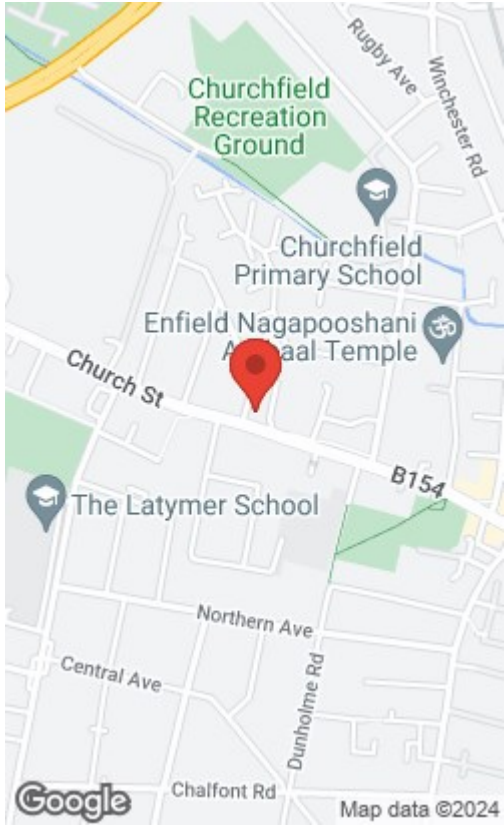 Rugby Ave
Winchester Rd
Churchfield
Recreation
Ground
Churchfield
Primary School
Enfield Nagapooshani
Temple
Church St
B154
The Latymer School
Northern Ave
Central Ave
Dunholme Rd
Chalfont Rd
Google
Map data ©2024